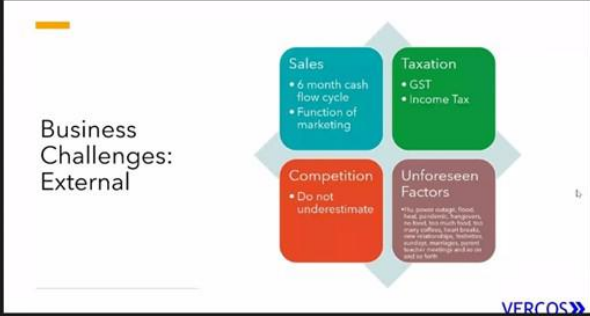 Business
Challenges:
External
Sales
• 6 month cash
flow cycle
• Function of
marketing
Taxation
• GST
• Income Tax
Competition
• Do not
underestimate
Unforeseen
Factors
•Flu, power outage, flood,
heat, pandemic, hangovers,
no food, too much food, too
many coffees, heart breaks,
new relationships, festivities,
sundays, marriages, parent
teacher meetings and so on
and so forth
VERCOS